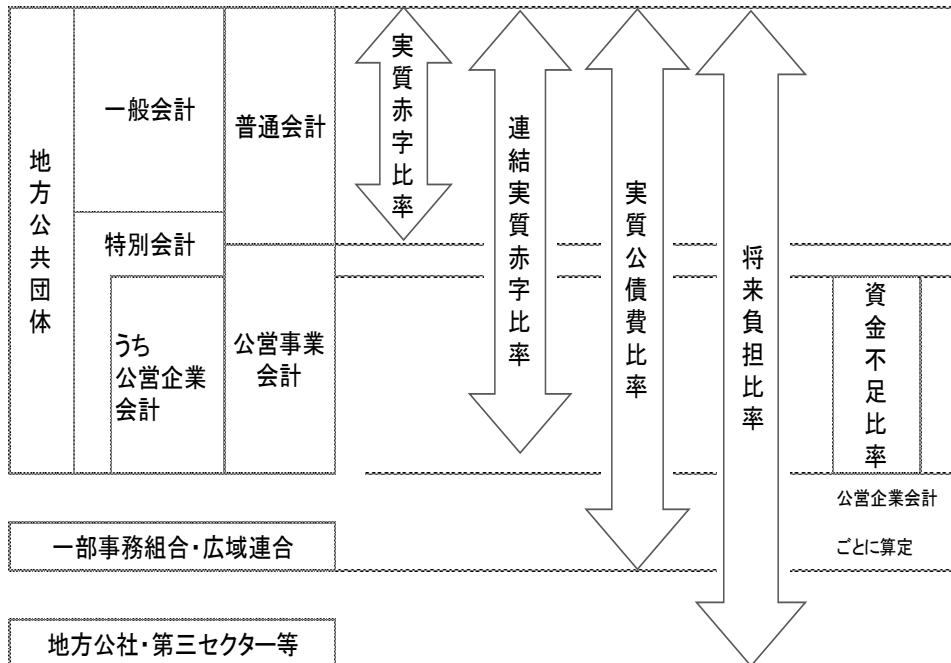 地方公共団体
一般会計
特別会計
うち
公営企業
会計
普通会計
公営事業
会計
実質赤字比率
連結実質赤字比率
実質公債費比率
将来負担比率
資金不足比率
公営企業会計
ごとに算定
一部事務組合・広域連合
地方公社・第三セクター等